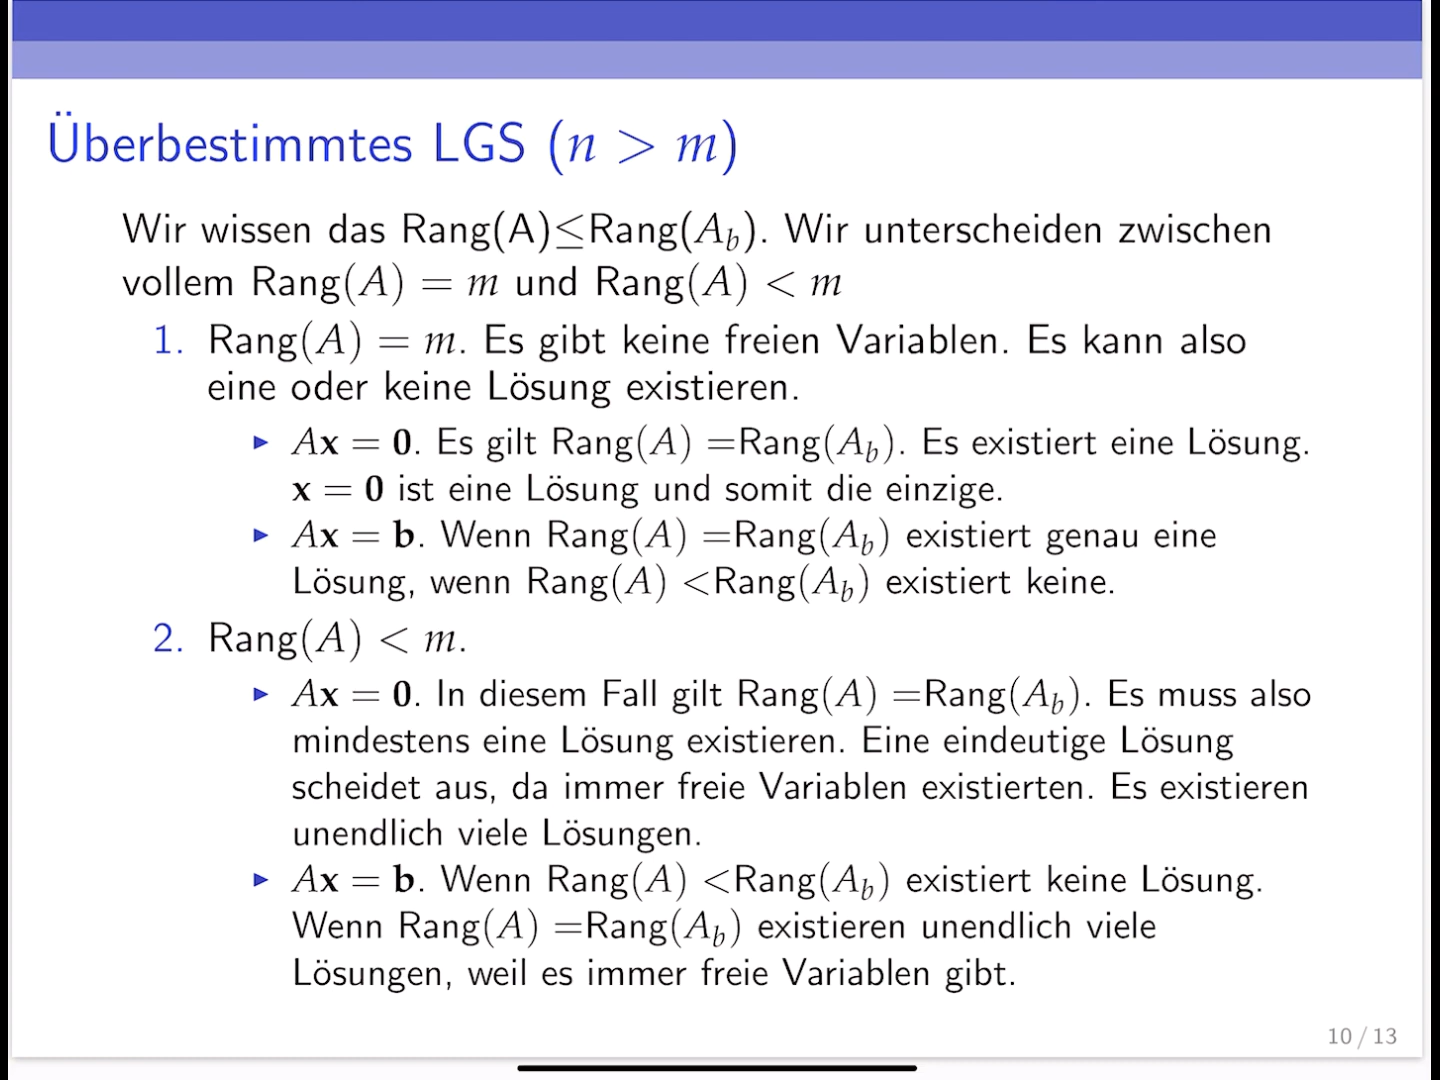 Überbestimmtes LGS (n > m)
Wir wissen das Rang(A)≤Rang(A_b). Wir unterscheiden zwischen
vollem Rang(A) = m und Rang(A) < m
1. Rang(A) = m. Es gibt keine freien Variablen. Es kann also
eine oder keine Lösung existieren.
▶ Ax = 0. Es gilt Rang(A) =Rang(A_b). Es existiert eine Lösung.
x = 0 ist eine Lösung und somit die einzige.
▶ Ax = b. Wenn Rang(A) =Rang(A_b) existiert genau eine
Lösung, wenn Rang(A) <Rang(A_b) existiert keine.
2. Rang(A) < m.
▶ Ax = 0. In diesem Fall gilt Rang(A) =Rang(A_b). Es muss also
mindestens eine Lösung existieren. Eine eindeutige Lösung
scheidet aus, da immer freie Variablen existierten. Es existieren
unendlich viele Lösungen.
▶ Ax = b. Wenn Rang(A) <Rang(A_b) existiert keine Lösung.
Wenn Rang(A) =Rang(A_b) existieren unendlich viele
Lösungen, weil es immer freie Variablen gibt.
10 / 13